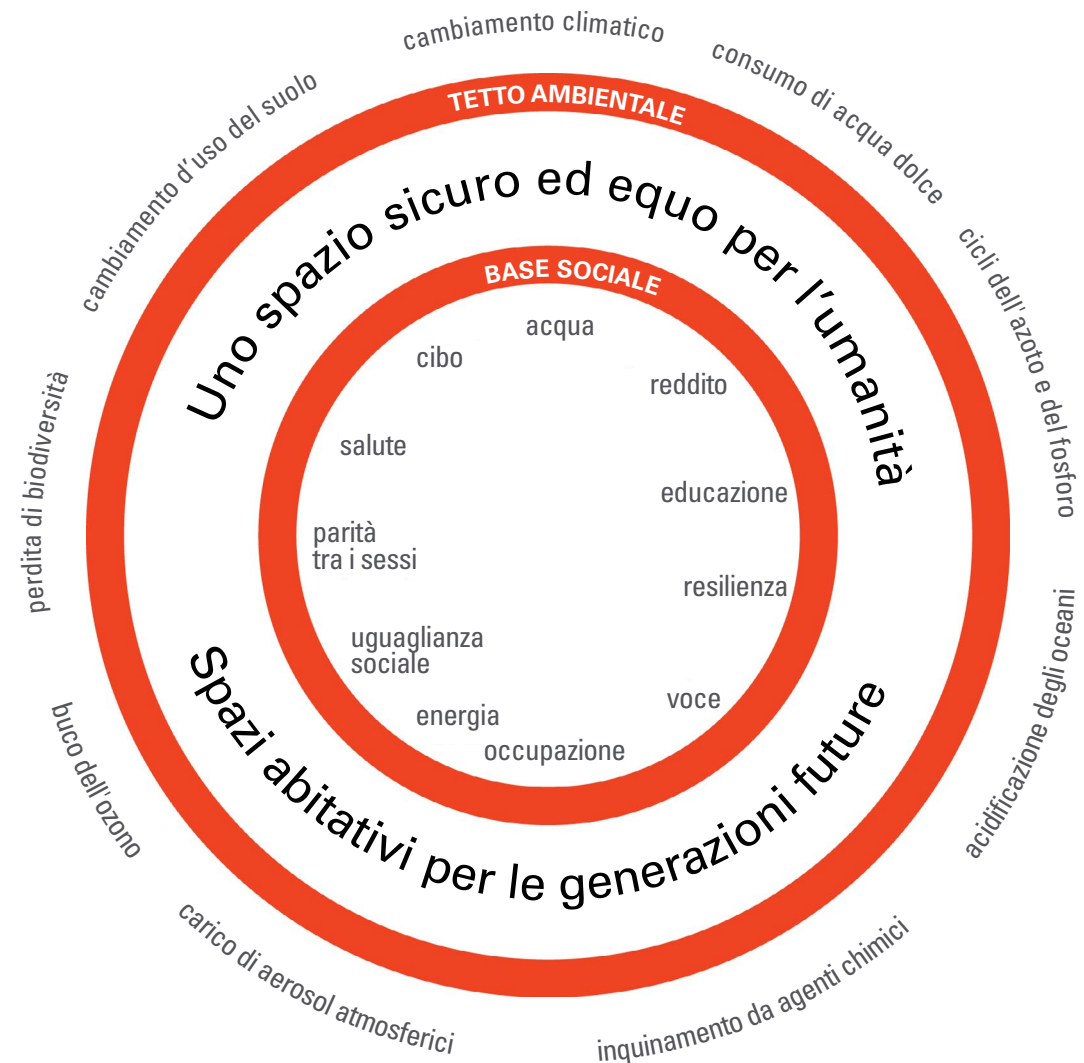 cambiamento climatico
consumo di acqua dolce
cicli dell'azoto e del fosforo
acidificazione degli oceani
inquinamento da agenti chimici
carico di aerosol atmosferici
buco dell'ozono
perdita di biodiversità
cambiamento d'uso del suolo
TETTO AMBIENTALE
Uno spazio sicuro ed equo per l'umanità
BASE SOCIALE
acqua
reddito
educazione
resilienza
voce
occupazione
energia
uguaglianza
sociale
parità
tra i sessi
salute
cibo
Spazi abitativi per le generazioni future